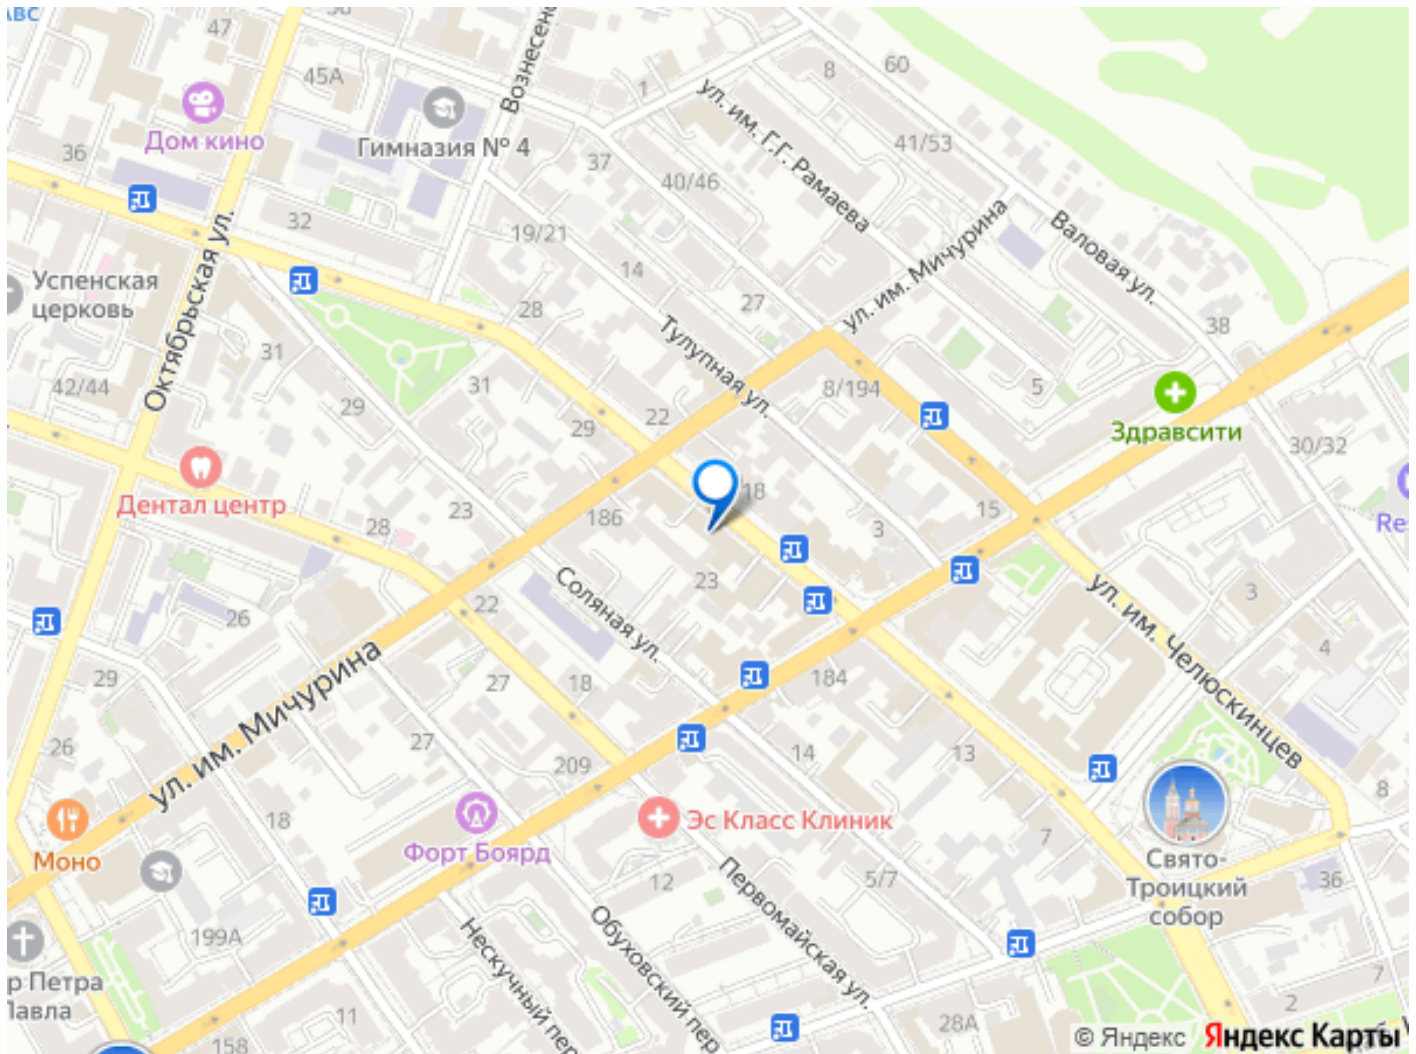 АВС
47
38
45А
Вознесенс
1
8
60
ул. им. Г.Г. Рамаева
41/53
Дом кино
Гимназия № 4
36
37
40/46
32
19/21
14
27
ул. им. Мичурина
Валовая ул.
Октябрьская ул.
Успенская
церковь
28
Тулупная ул.
38
31
42/44
31
29
29
22
8/194
5
Здравсити
30/32
Re
Дентал центр
28
23
186
18
3
15
23
Соляная ул.
ул. им. Челюскинцев
3
4
22
26
29
27
18
184
ул. им. Мичурина
26
27
209
14
13
8
18
Моно
Форт Боярд
Эс Класс Клиник
7
Свято-
Троицкий
собор
36
12
5/7
Первомайская ул.
199А
Нескучный пер
Обуховский пер
р Петра
Павла
11
158
28А
2
7
© Яндекс Яндекс Карты